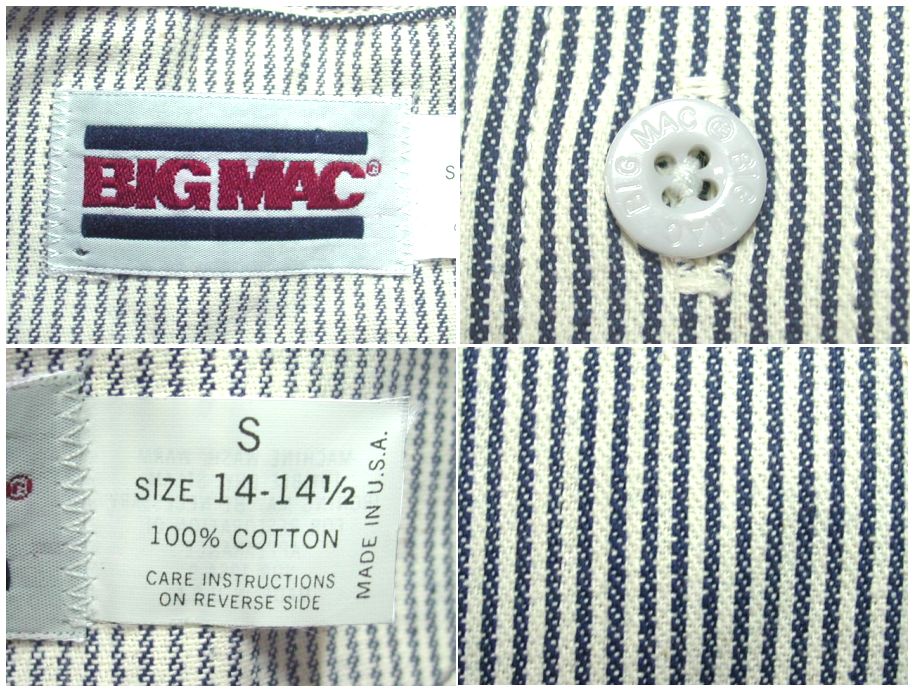 BIG MAC®
S
BIG MAC ® BIG MAC
S
SIZE 14-14½
100% COTTON
CARE INSTRUCTIONS
ON REVERSE SIDE
MADE IN U.S.A.
®